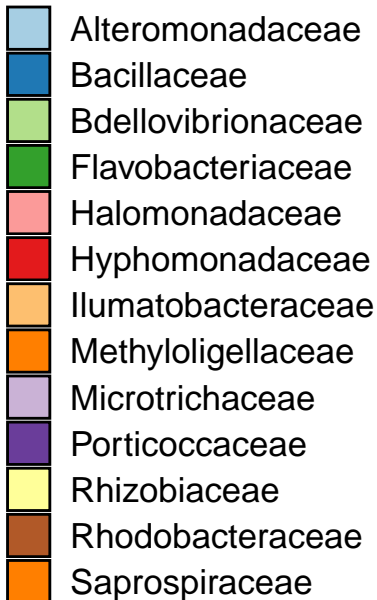 Alteromonadaceae
Bacillaceae
Bdellovibrionaceae
Flavobacteriaceae
Halomonadaceae
Hyphomonadaceae
Ilumatobacteraceae
Methyloligellaceae
Microtrichaceae
Porticoccaceae
Rhizobiaceae
Rhodobacteraceae
Saprospiraceae